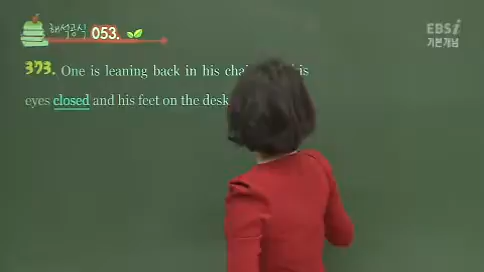 해석공식 053.
EBSi
기본개념
373. One is leaning back in his is
eyes closed and his feet on the desk